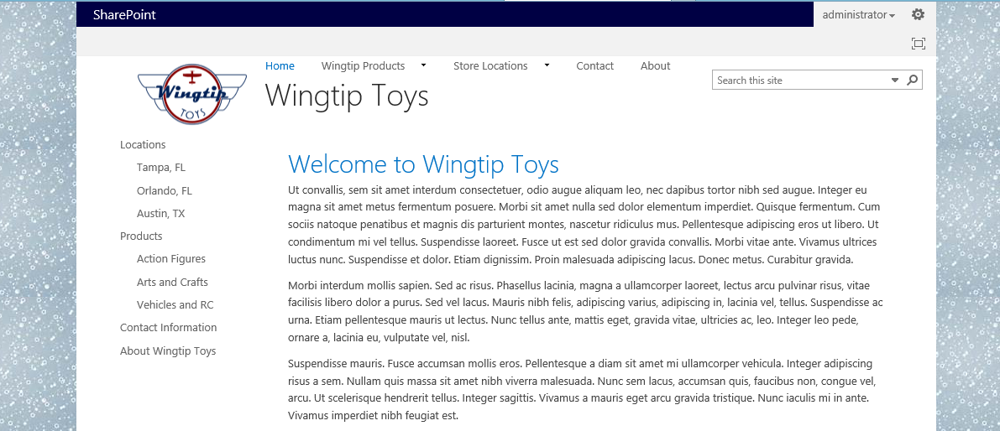 SharePoint
administrator
Home Wingtip Products Store Locations Contact About
Search this site
Wingtip
TOYS
Wingtip Toys
Locations
Tampa, FL
Orlando, FL
Austin, TX
Products
Action Figures
Arts and Crafts
Vehicles and RC
Contact Information
About Wingtip Toys
Welcome to Wingtip Toys
Ut convallis, sem sit amet interdum consectetuer, odio augue aliquam leo, nec dapibus tortor nibh sed augue. Integer eu
magna sit amet metus fermentum posuere. Morbi sit amet nulla sed dolor elementum imperdiet. Quisque fermentum. Cum
sociis natoque penatibus et magnis dis parturient montes, nascetur ridiculus mus. Pellentesque adipiscing eros ut libero. Ut
condimentum mi vel tellus. Suspendisse laoreet. Fusce ut est sed dolor gravida convallis. Morbi vitae ante. Vivamus ultrices
luctus nunc. Suspendisse et dolor. Etiam dignissim. Proin malesuada adipiscing lacus. Donec metus. Curabitur gravida.
Morbi interdum mollis sapien. Sed ac risus. Phasellus lacinia, magna a ullamcorper laoreet, lectus arcu pulvinar risus, vitae
facilisis libero dolor a purus. Sed vel lacus. Mauris nibh felis, adipiscing varius, adipiscing in, lacinia vel, tellus. Suspendisse ac
urna. Etiam pellentesque mauris ut lectus. Nunc tellus ante, mattis eget, gravida vitae, ultricies ac, leo. Integer leo pede,
ornare a, lacinia eu, vulputate vel, nisl.
Suspendisse mauris. Fusce accumsan mollis eros. Pellentesque a diam sit amet mi ullamcorper vehicula. Integer adipiscing
risus a sem. Nullam quis massa sit amet nibh viverra malesuada. Nunc sem lacus, accumsan quis, faucibus non, congue vel,
arcu. Ut scelerisque hendrerit tellus. Integer sagittis. Vivamus a mauris eget arcu gravida tristique. Nunc iaculis mi in ante.
Vivamus imperdiet nibh feugiat est.